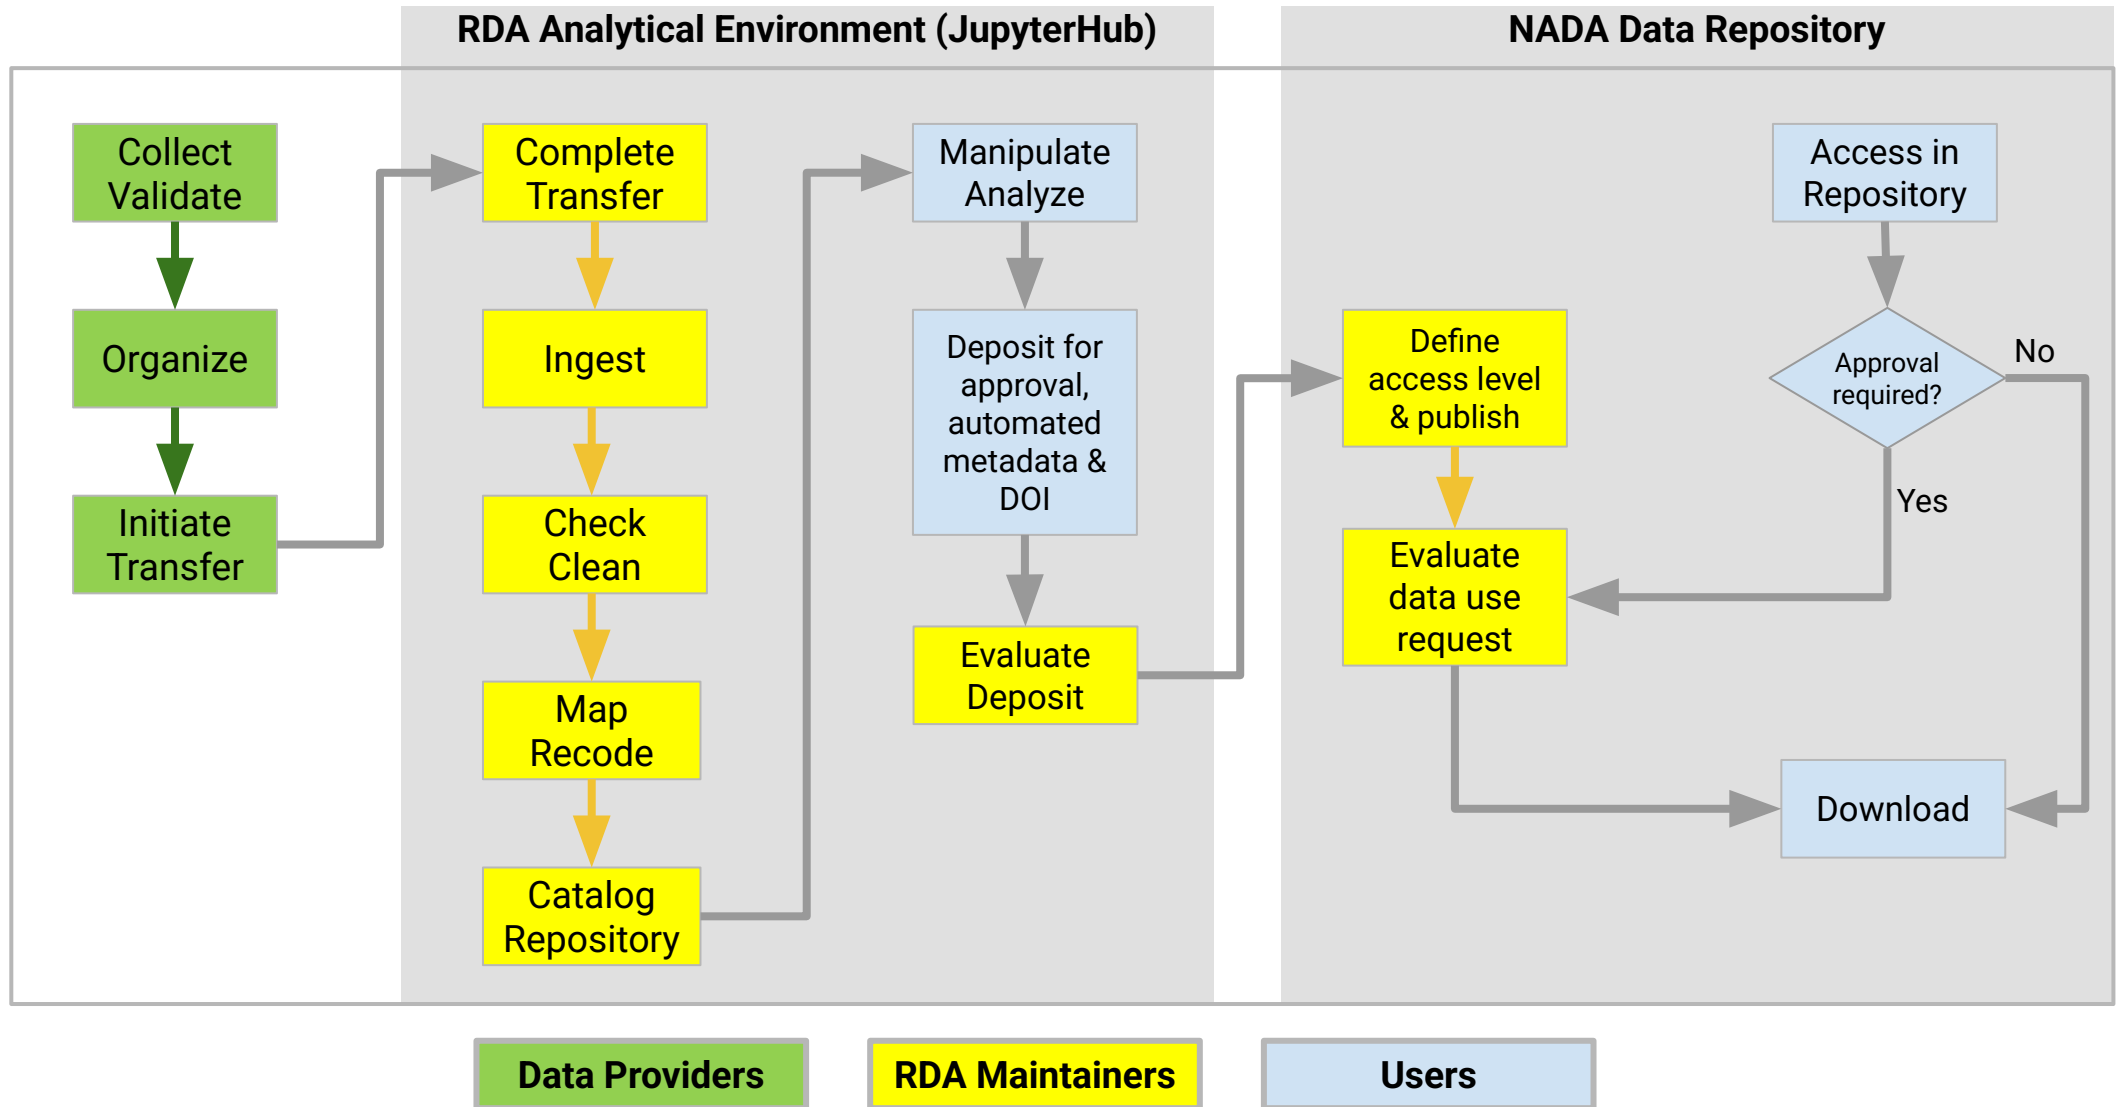 RDA Analytical Environment (JupyterHub)
NADA Data Repository
Collect
Validate
Organize
Initiate
Transfer
Complete
Transfer
Ingest
Check
Clean
Map
Recode
Catalog
Repository
Manipulate
Analyze
Deposit for
approval,
automated
metadata &
DOI
Evaluate
Deposit
Define
access level
& publish
Evaluate
data use
request
Access in
Repository
Approval
required?
No
Yes
Download
Data Providers
RDA Maintainers
Users